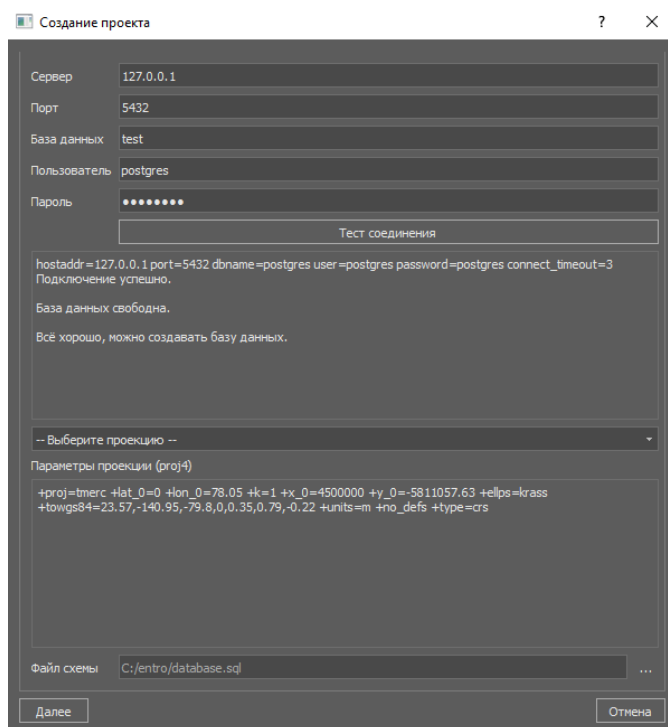 Создание проекта ? ×
Сервер 127.0.0.1
Порт 5432
База данных test
Пользователь postgres
Пароль ●●●●●●●●
Тест соединения
hostaddr=127.0.0.1 port=5432 dbname=postgres user=postgres password=postgres connect_timeout=3
Подключение успешно.
База данных свободна.
Всё хорошо, можно создавать базу данных.
-- Выберите проекцию --
Параметры проекции (proj4)
+proj=tmerc +lat_0=0 +lon_0=78.05 +k=1 +x_0=4500000 +y_0=-5811057.63 +ellps=krass
+towgs84=23.57,-140.95,-79.8,0,0.35,0.79,-0.22 +units=m +no_defs +type=crs
Файл схемы C:/entro/database.sql ...
Далее Отмена